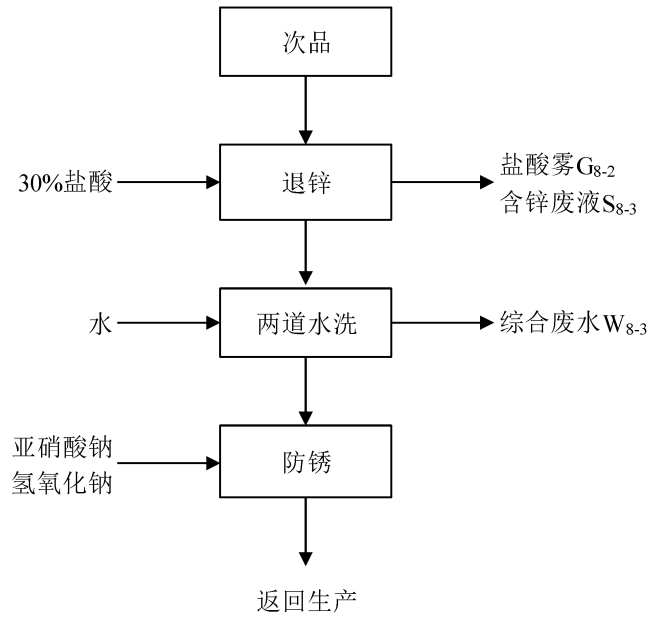 次品
30%盐酸
退锌
盐酸雾G8-2
含锌废液S8-3
水
两道水洗
综合废水W8-3
亚硝酸钠
氢氧化钠
防锈
返回生产